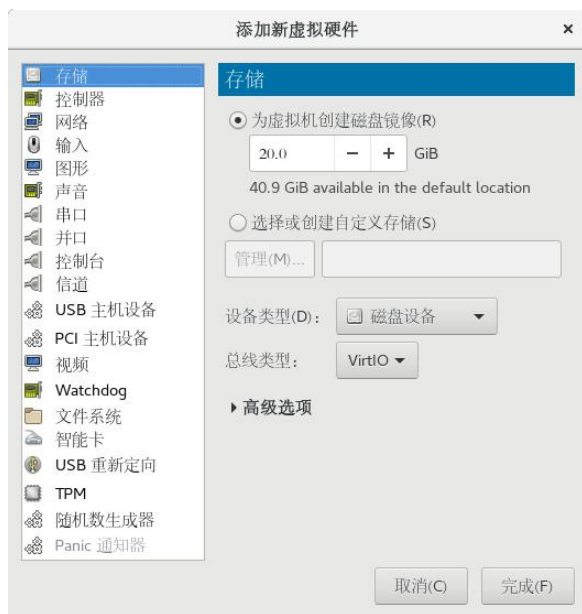 添加新虚拟硬件
×
存储
控制器
网络
输入
图形
声音
串口
并口
控制台
信道
USB 主机设备
PCI 主机设备
视频
Watchdog
文件系统
智能卡
USB 重新定向
TPM
随机数生成器
Panic 通知器
存储
为虚拟机创建磁盘镜像(R)
20.0 − + GiB
40.9 GiB available in the default location
选择或创建自定义存储(S)
管理(M)...
设备类型(D): 磁盘设备
总线类型: VirtIO
高级选项
取消(C) 完成(F)